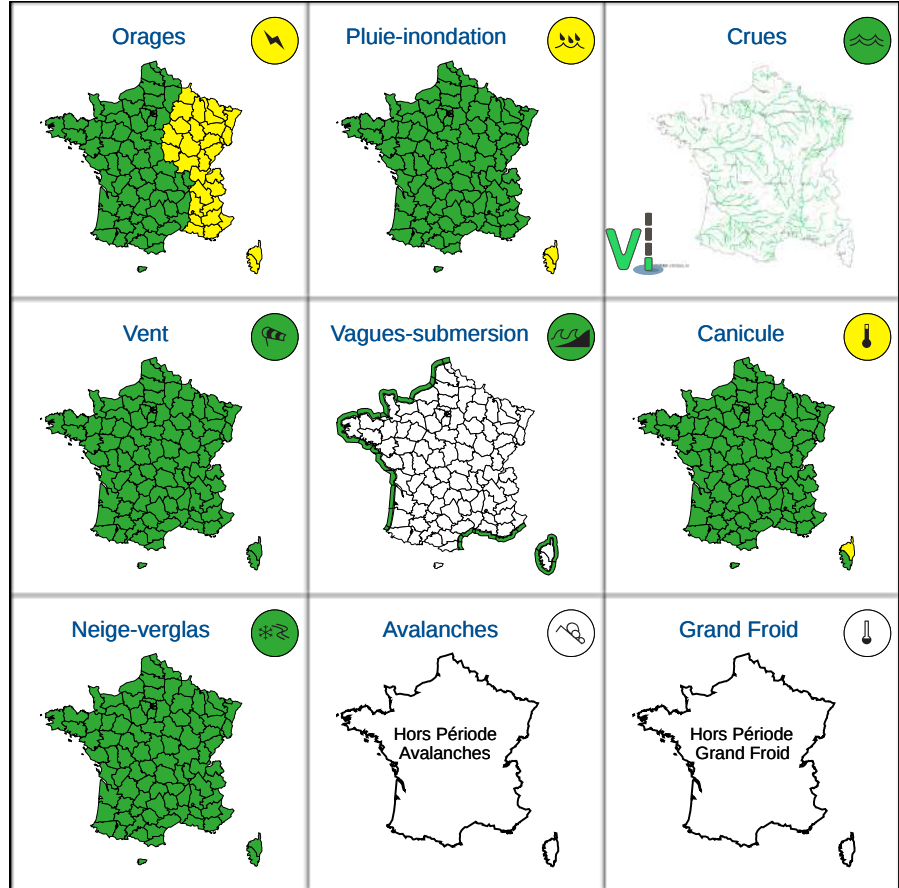 Orages
Pluie-inondation
Crues
Vi
Vent
Vagues-submersion
Canicule
Neige-verglas
Avalanches
Grand Froid
Hors Période
Avalanches
Hors Période
Grand Froid